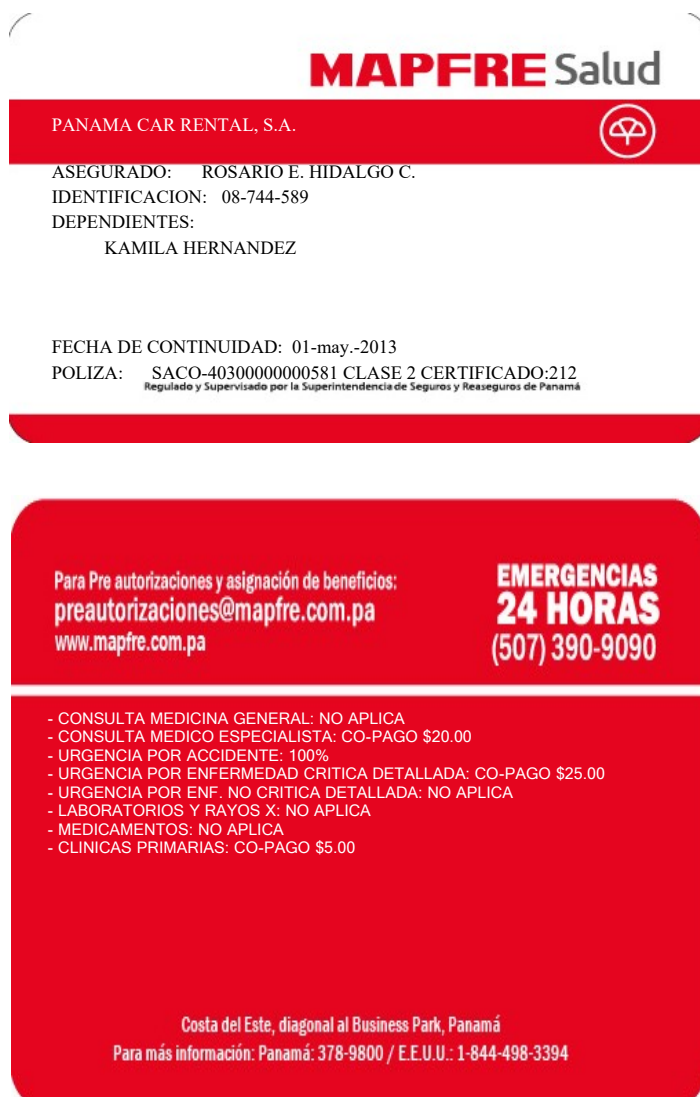 MAPFRE Salud
PANAMA CAR RENTAL, S.A.
ASEGURADO: ROSARIO E. HIDALGO C.
IDENTIFICACION: 08-744-589
DEPENDIENTES:
KAMILA HERNANDEZ
FECHA DE CONTINUIDAD: 01-may.-2013
POLIZA: SACO-40300000000581 CLASE 2 CERTIFICADO:212
Regulado y Supervisado por la Superintendencia de Seguros y Reaseguros de Panamá
Para Pre autorizaciones y asignación de beneficios:
preautorizaciones@mapfre.com.pa
www.mapfre.com.pa
EMERGENCIAS
24 HORAS
(507) 390-9090
- CONSULTA MEDICINA GENERAL: NO APLICA
- CONSULTA MEDICO ESPECIALISTA: CO-PAGO $20.00
- URGENCIA POR ACCIDENTE: 100%
- URGENCIA POR ENFERMEDAD CRITICA DETALLADA: CO-PAGO $25.00
- URGENCIA POR ENF. NO CRITICA DETALLADA: NO APLICA
- LABORATORIOS Y RAYOS X: NO APLICA
- MEDICAMENTOS: NO APLICA
- CLINICAS PRIMARIAS: CO-PAGO $5.00
Costa del Este, diagonal al Business Park, Panamá
Para más información: Panamá: 378-9800 / E.E.U.U.: 1-844-498-3394